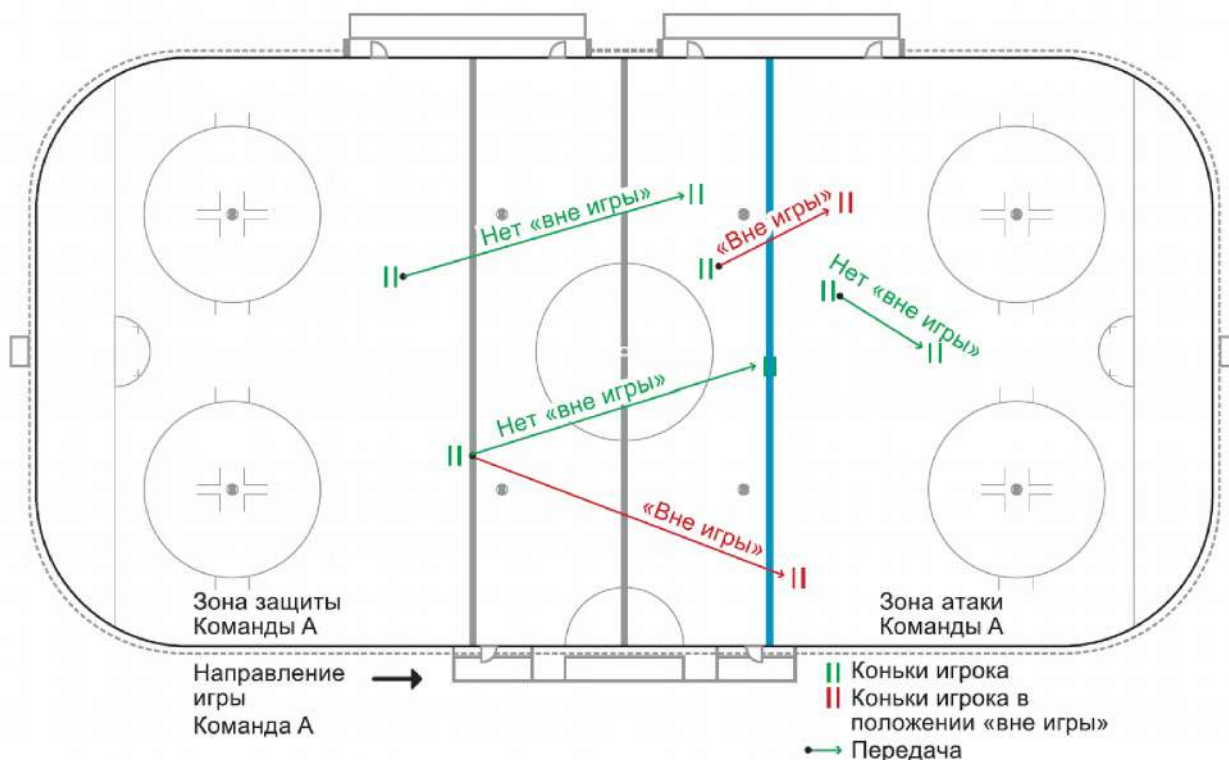 Нет «вне игры»
«Вне игры»
Нет «вне игры»
Нет «вне игры»
«Вне игры»
Зона защиты
Команды А
Зона атаки
Команды А
Направление
игры
Команда А
Коньки игрока
Коньки игрока в
положении «вне игры»
Передача